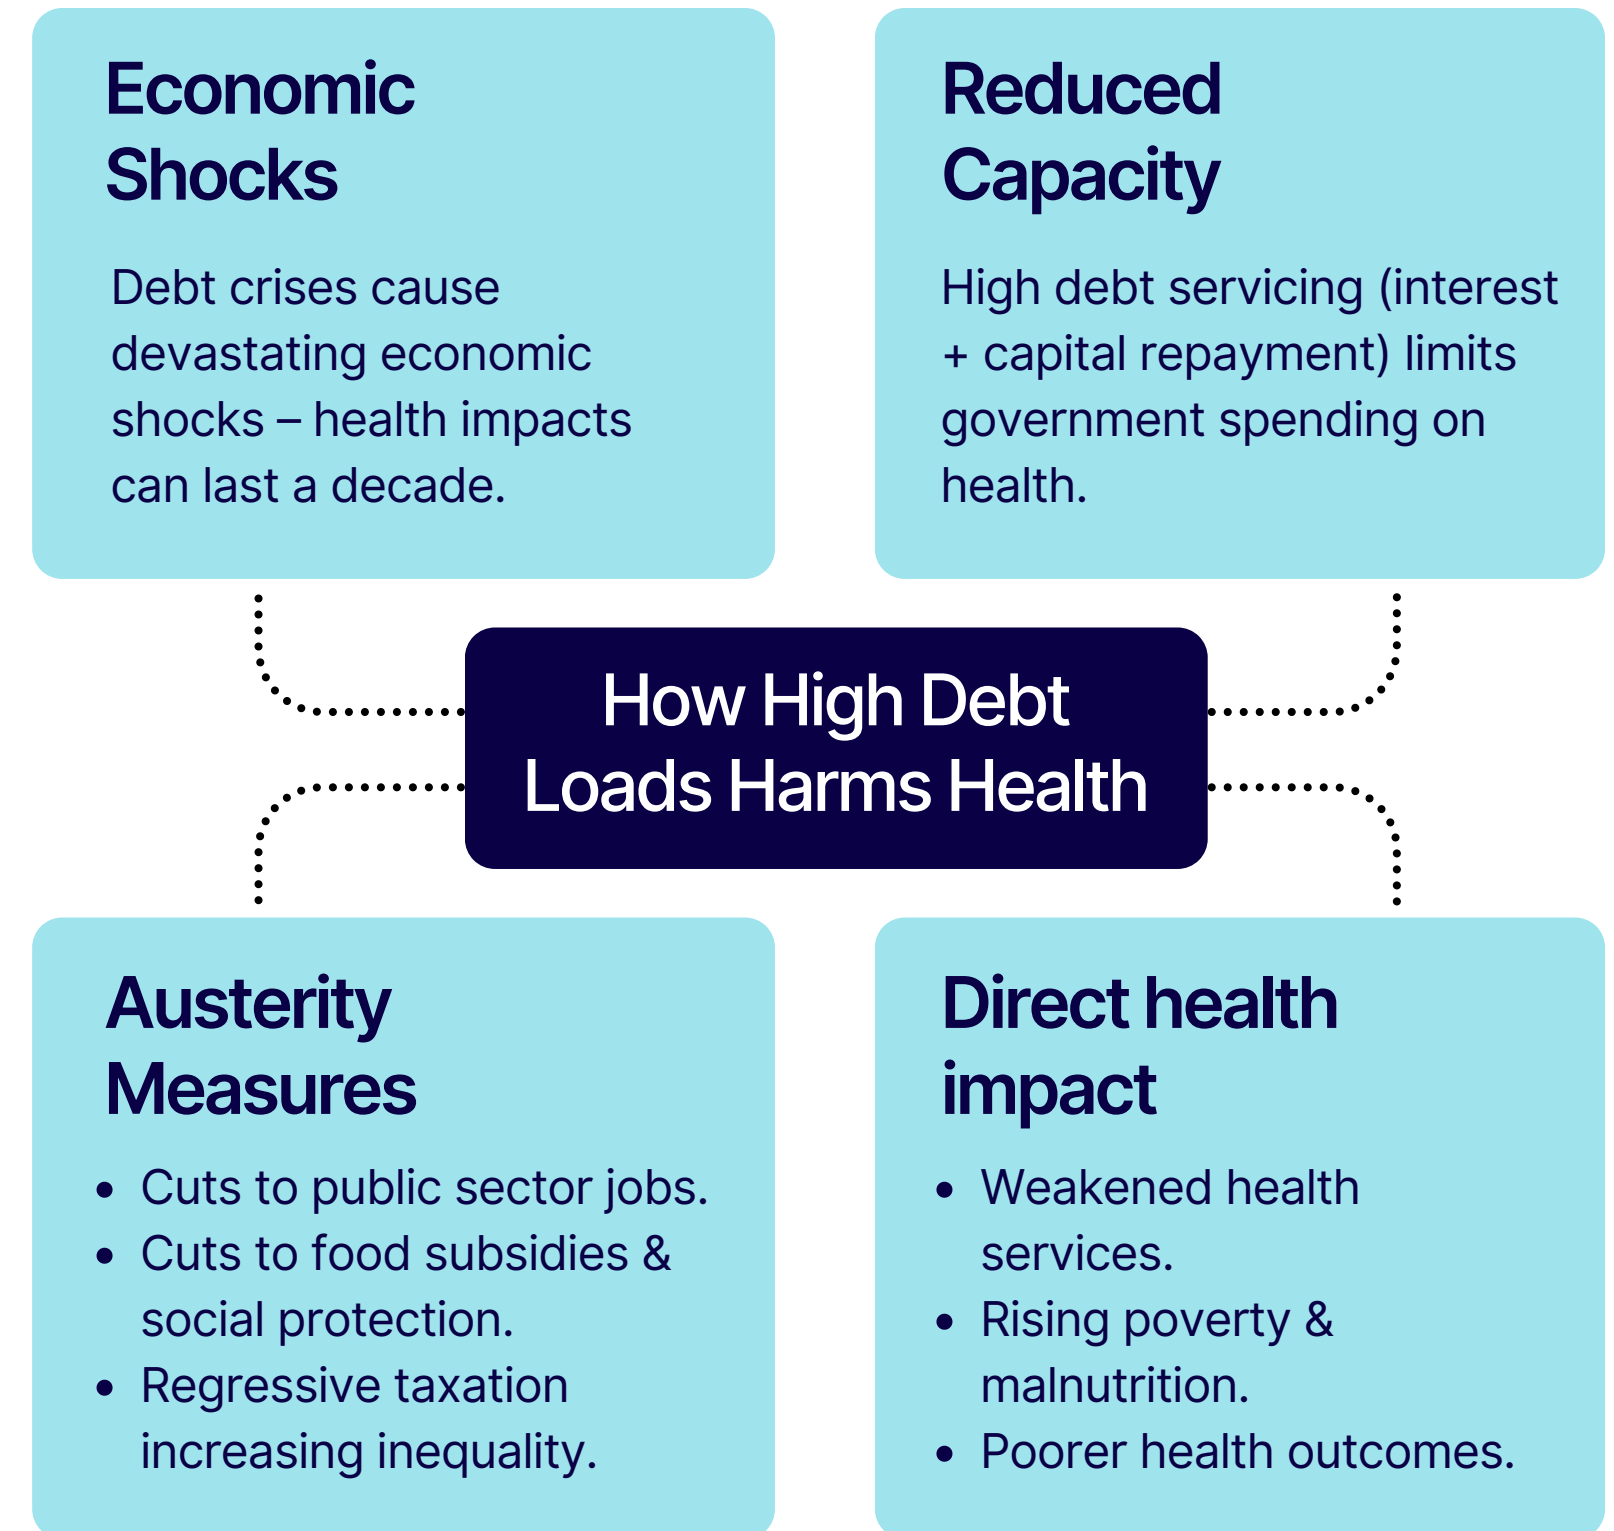 Economic
Shocks
Debt crises cause
devastating economic
shocks – health impacts
can last a decade.
Reduced
Capacity
High debt servicing (interest
+ capital repayment) limits
government spending on
health.
How High Debt
Loads Harms Health
Austerity
Measures
• Cuts to public sector jobs.
• Cuts to food subsidies &
social protection.
• Regressive taxation
increasing inequality.
Direct health
impact
• Weakened health
services.
• Rising poverty &
malnutrition.
• Poorer health outcomes.